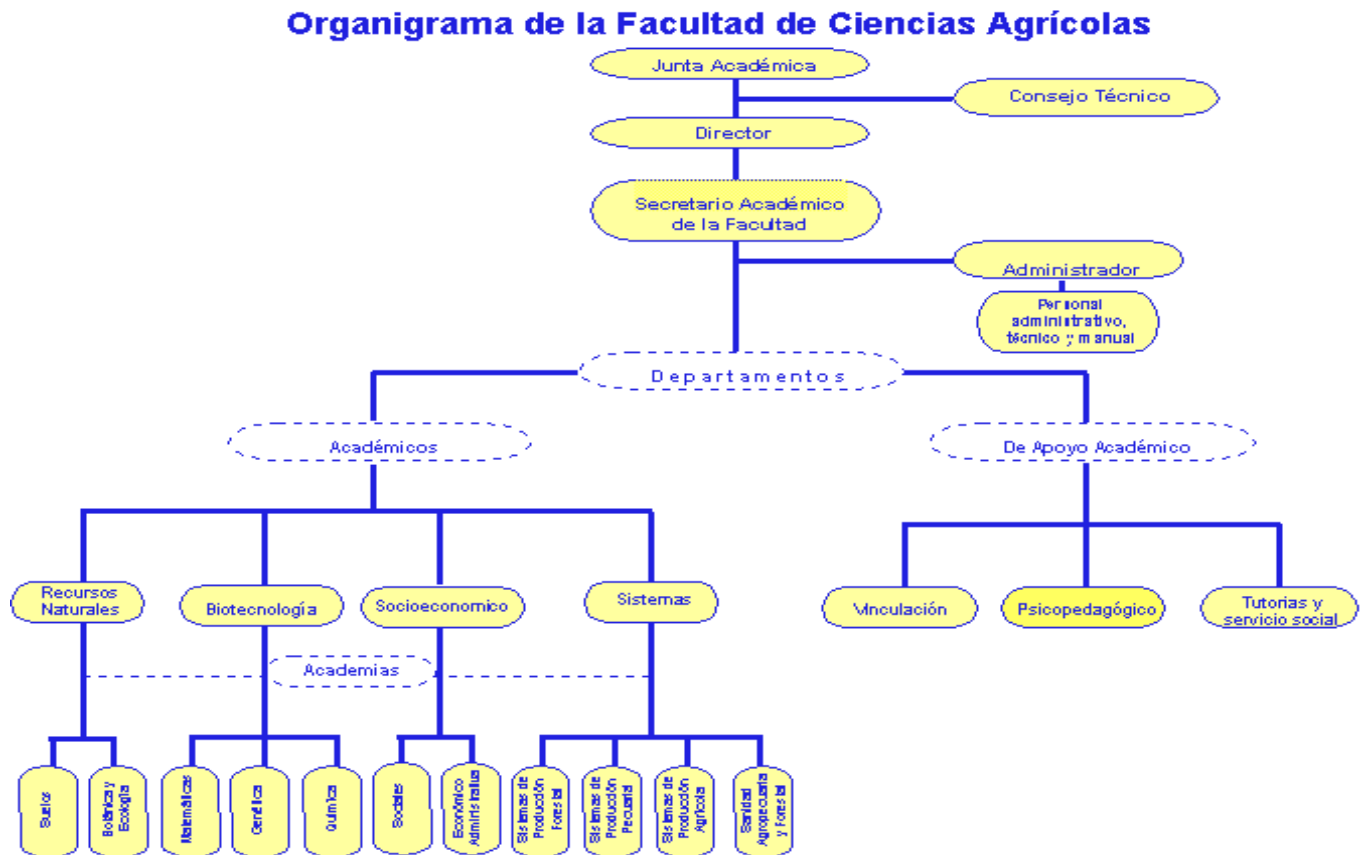 Organigrama de la Facultad de Ciencias Agrícolas
Junta Académica
Consejo Técnico
Director
Secretario Académico
de la Facultad
Administrador
Personal
administrativo,
técnico y manual
Departamentos
Académicos
De Apoyo Académico
Recursos
Naturales
Biotecnología
Socioeconomico
Sistemas
Vinculación
Psicopedagógico
Tutorias y
servicio social
Academias
Suelos
Botánica y
Ecología
Matemáticas
Genética
Química
Sociales
Económico
Administrativa
Sistemas de
Producción
Forestal
Sistemas de
Producción
Pecuarial
Sistemas de
Producción
Agrícola
Sanidad
Agropecuaria
y Forestal